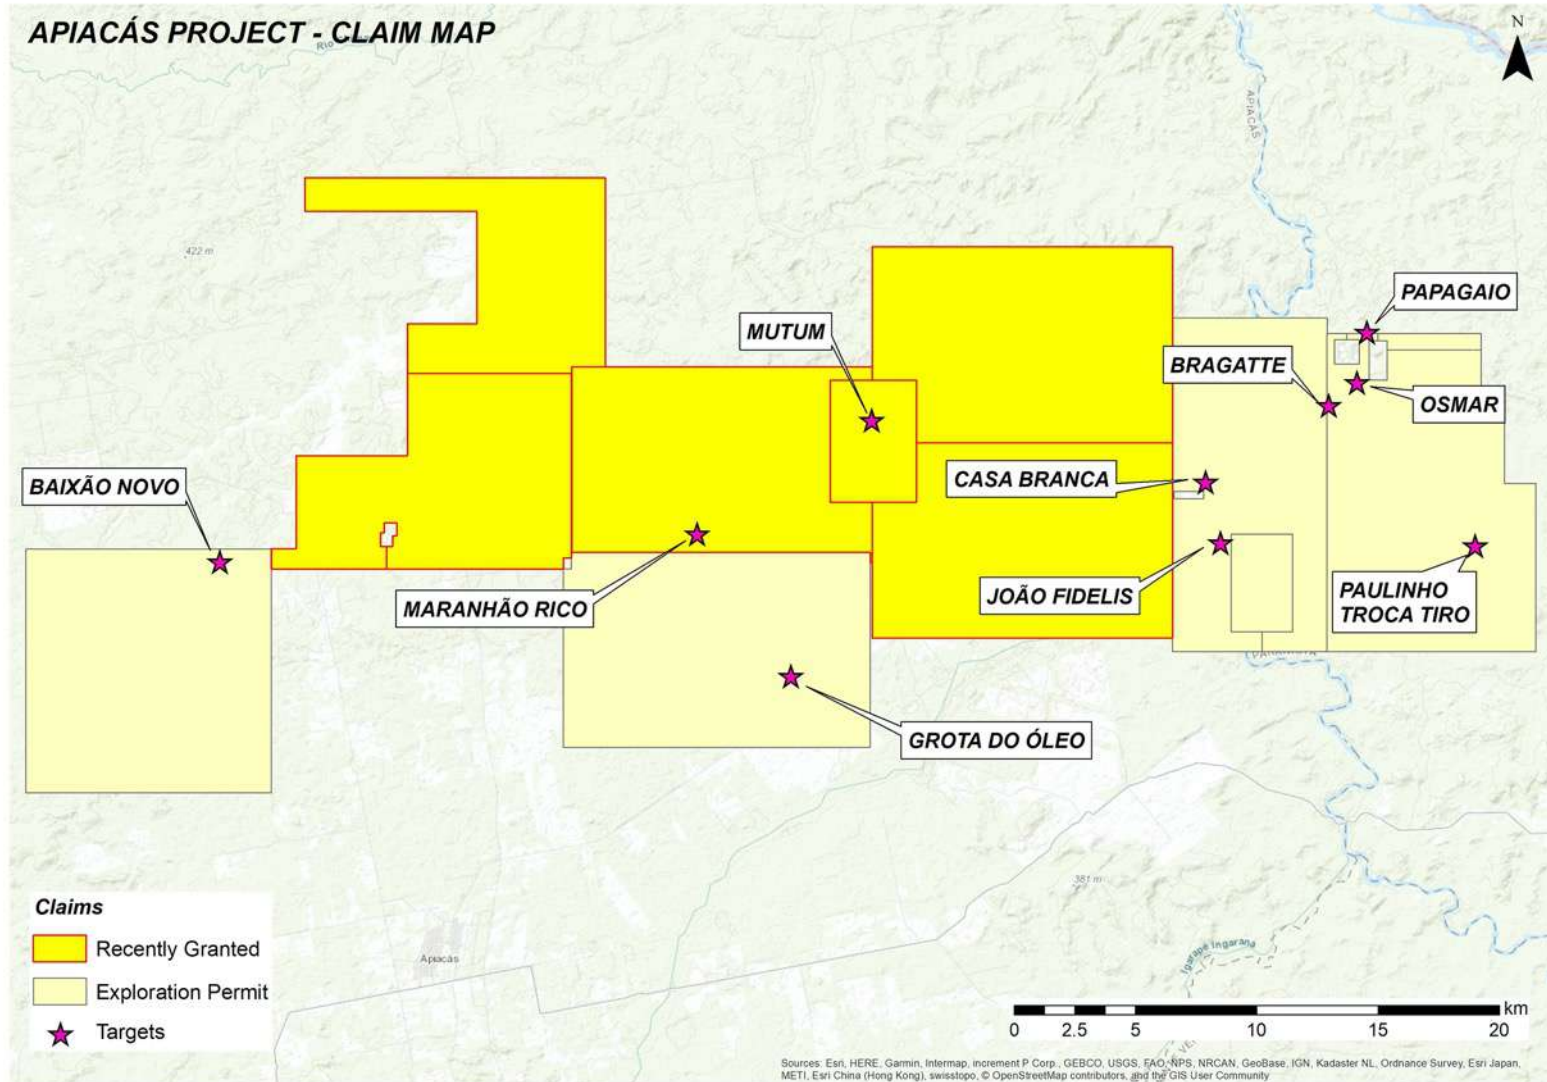 APIACÁS PROJECT - CLAIM MAP
N
APIACÁS
422 m
PAPAGAIO
MUTUM
BRAGATTE
OSMAR
BAIXÃO NOVO
CASA BRANCA
JOÃO FIDELIS
PAULINHO
TROCA TIRO
MARANHÃO RICO
GROTA DO ÓLEO
381 m
Claims
Recently Granted
Exploration Permit
Targets
Apiacás
Igarapé Ingarana
km
0 2.5 5 10 15 20
Sources: Esri, HERE, Garmin, Intermap, increment P Corp., GEBCO, USGS, FAO, NPS, NRCAN, GeoBase, IGN, Kadaster NL, Ordnance Survey, Esri Japan,
METI, Esri China (Hong Kong), swisstopo, © OpenStreetMap contributors, and the GIS User Community